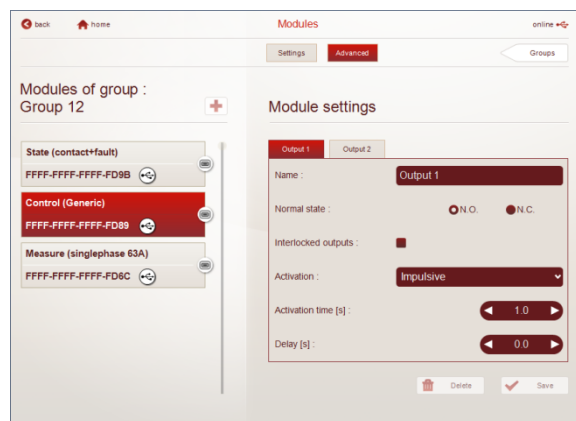 back home Modules online
Settings Advanced Groups
Modules of group :
Group 12
State (contact+fault)
FFFF-FFFF-FFFF-FD9B
Control (Generic)
FFFF-FFFF-FFFF-FD89
Measure (singlephase 63A)
FFFF-FFFF-FFFF-FD6C
Module settings
Output 1 Output 2
Name : Output 1
Normal state : N.O. N.C.
Interlocked outputs :
Activation : Impulsive
Activation time [s] : 1.0
Delay [s] : 0.0
Delete Save